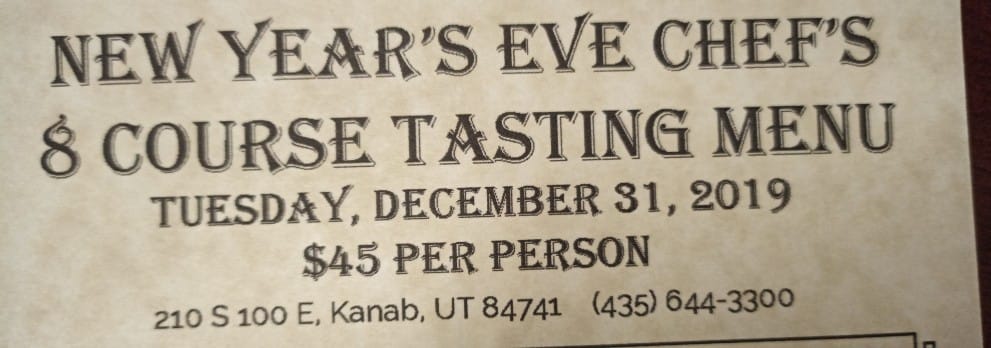 NEW YEAR'S EVE CHEF'S
8 COURSE TASTING MENU
TUESDAY, DECEMBER 31, 2019
$45 PER PERSON
210 S 100 E, Kanab, UT 84741 (435) 644-3300